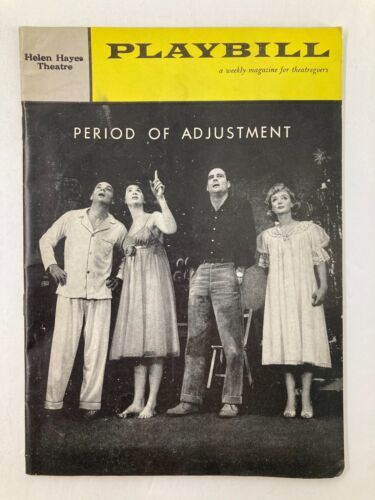 Helen Hayes
Theatre
PLAYBILL
a weekly magazine for theatregoers
PERIOD OF ADJUSTMENT